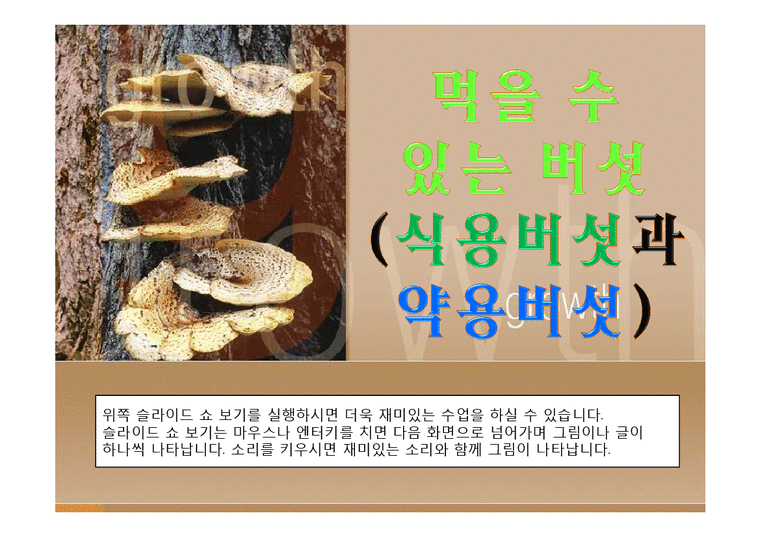 growth
먹을 수
있는 버섯
(식용버섯과
약용버섯)
growth
owth
위쪽 슬라이드 쇼 보기를 실행하시면 더욱 재미있는 수업을 하실 수 있습니다.
슬라이드 쇼 보기는 마우스나 엔터키를 치면 다음 화면으로 넘어가며 그림이나 글이
하나씩 나타납니다. 소리를 키우시면 재미있는 소리와 함께 그림이 나타납니다.